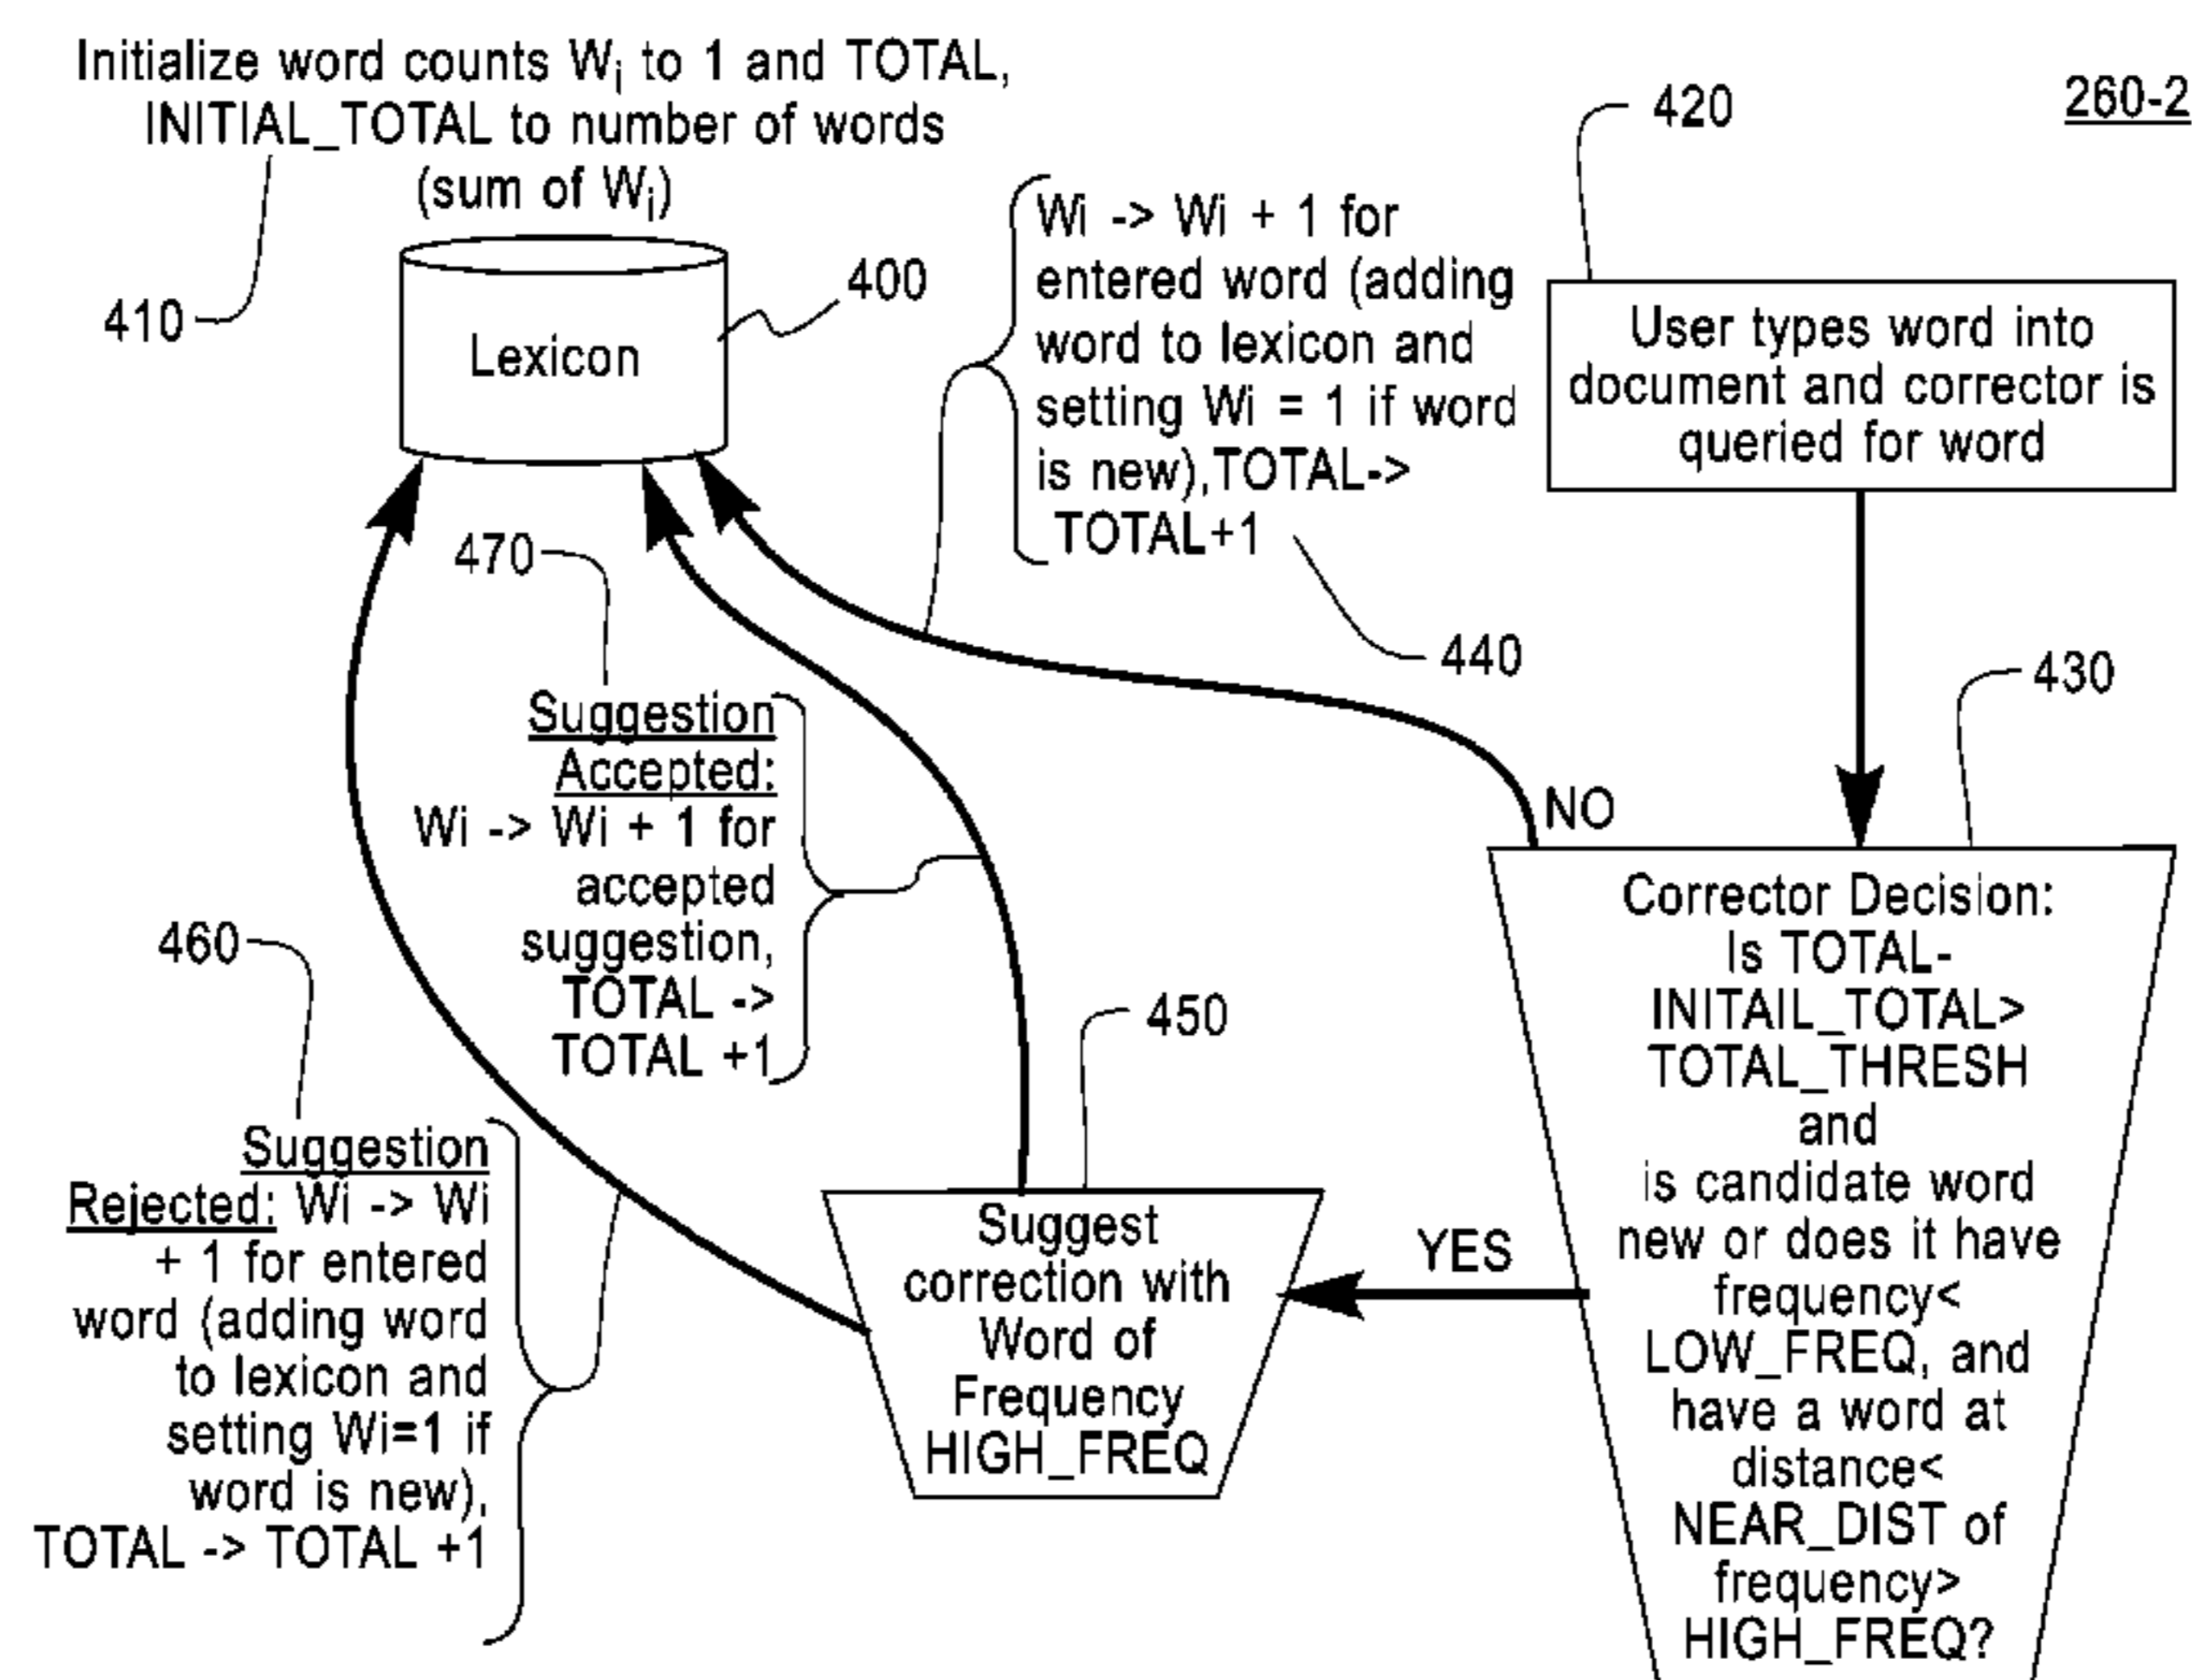 Initialize word counts Wi to 1 and TOTAL,
INITIAL_TOTAL to number of words
(sum of Wi)
410
Lexicon
400
Wi -> Wi + 1 for
entered word (adding
word to lexicon and
setting Wi = 1 if word
is new),TOTAL->
TOTAL+1
440
420
260-2
User types word into
document and corrector is
queried for word
430
NO
Corrector Decision:
Is TOTAL-
INITAIL_TOTAL>
TOTAL_THRESH
and
is candidate word
new or does it have
frequency<
LOW_FREQ, and
have a word at
distance<
NEAR_DIST of
frequency>
HIGH_FREQ?
YES
450
Suggest
correction with
Word of
Frequency
HIGH_FREQ
470
Suggestion
Accepted:
Wi -> Wi + 1 for
accepted
suggestion,
TOTAL ->
TOTAL +1
460
Suggestion
Rejected: Wi -> Wi
+ 1 for entered
word (adding word
to lexicon and
setting Wi=1 if
word is new),
TOTAL -> TOTAL +1